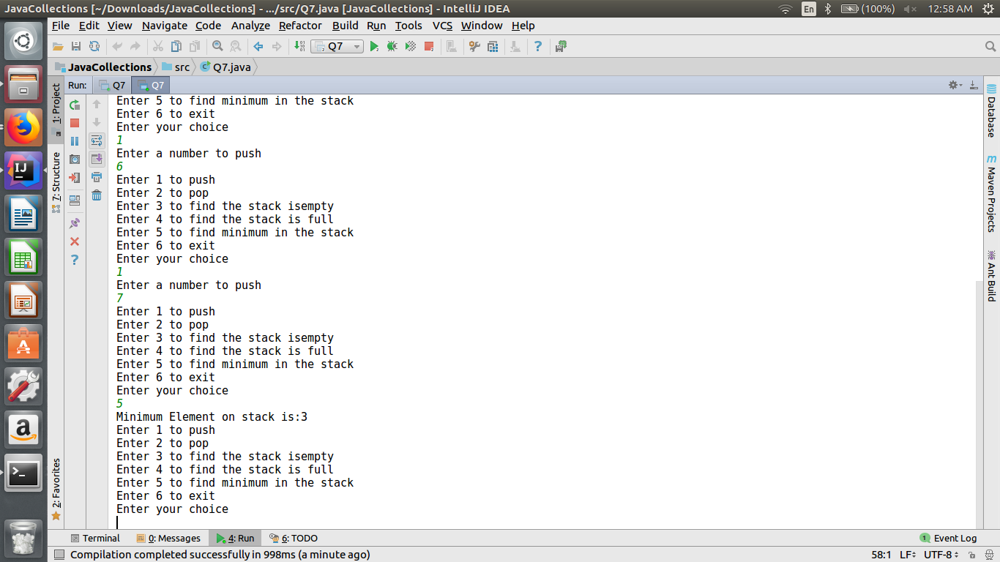 JavaCollections [~/Downloads/JavaCollections] - .../src/Q7.java [JavaCollections] - IntelliJ IDEA
En (100%) 12:58 AM
File Edit View Navigate Code Analyze Refactor Build Run Tools VCS Window Help
Q7
JavaCollections src Q7.java
Run: Q7 Q7
1: Project
7: Structure
2: Favorites
Enter 5 to find minimum in the stack
Enter 6 to exit
Enter your choice
1
Enter a number to push
6
Enter 1 to push
Enter 2 to pop
Enter 3 to find the stack isempty
Enter 4 to find the stack is full
Enter 5 to find minimum in the stack
Enter 6 to exit
Enter your choice
1
Enter a number to push
7
Enter 1 to push
Enter 2 to pop
Enter 3 to find the stack isempty
Enter 4 to find the stack is full
Enter 5 to find minimum in the stack
Enter 6 to exit
Enter your choice
5
Minimum Element on stack is:3
Enter 1 to push
Enter 2 to pop
Enter 3 to find the stack isempty
Enter 4 to find the stack is full
Enter 5 to find minimum in the stack
Enter 6 to exit
Enter your choice
Database
Maven Projects
Ant Build
Terminal 0: Messages 4: Run 6: TODO 1 Event Log
Compilation completed successfully in 998ms (a minute ago) 58:1 LF UTF-8